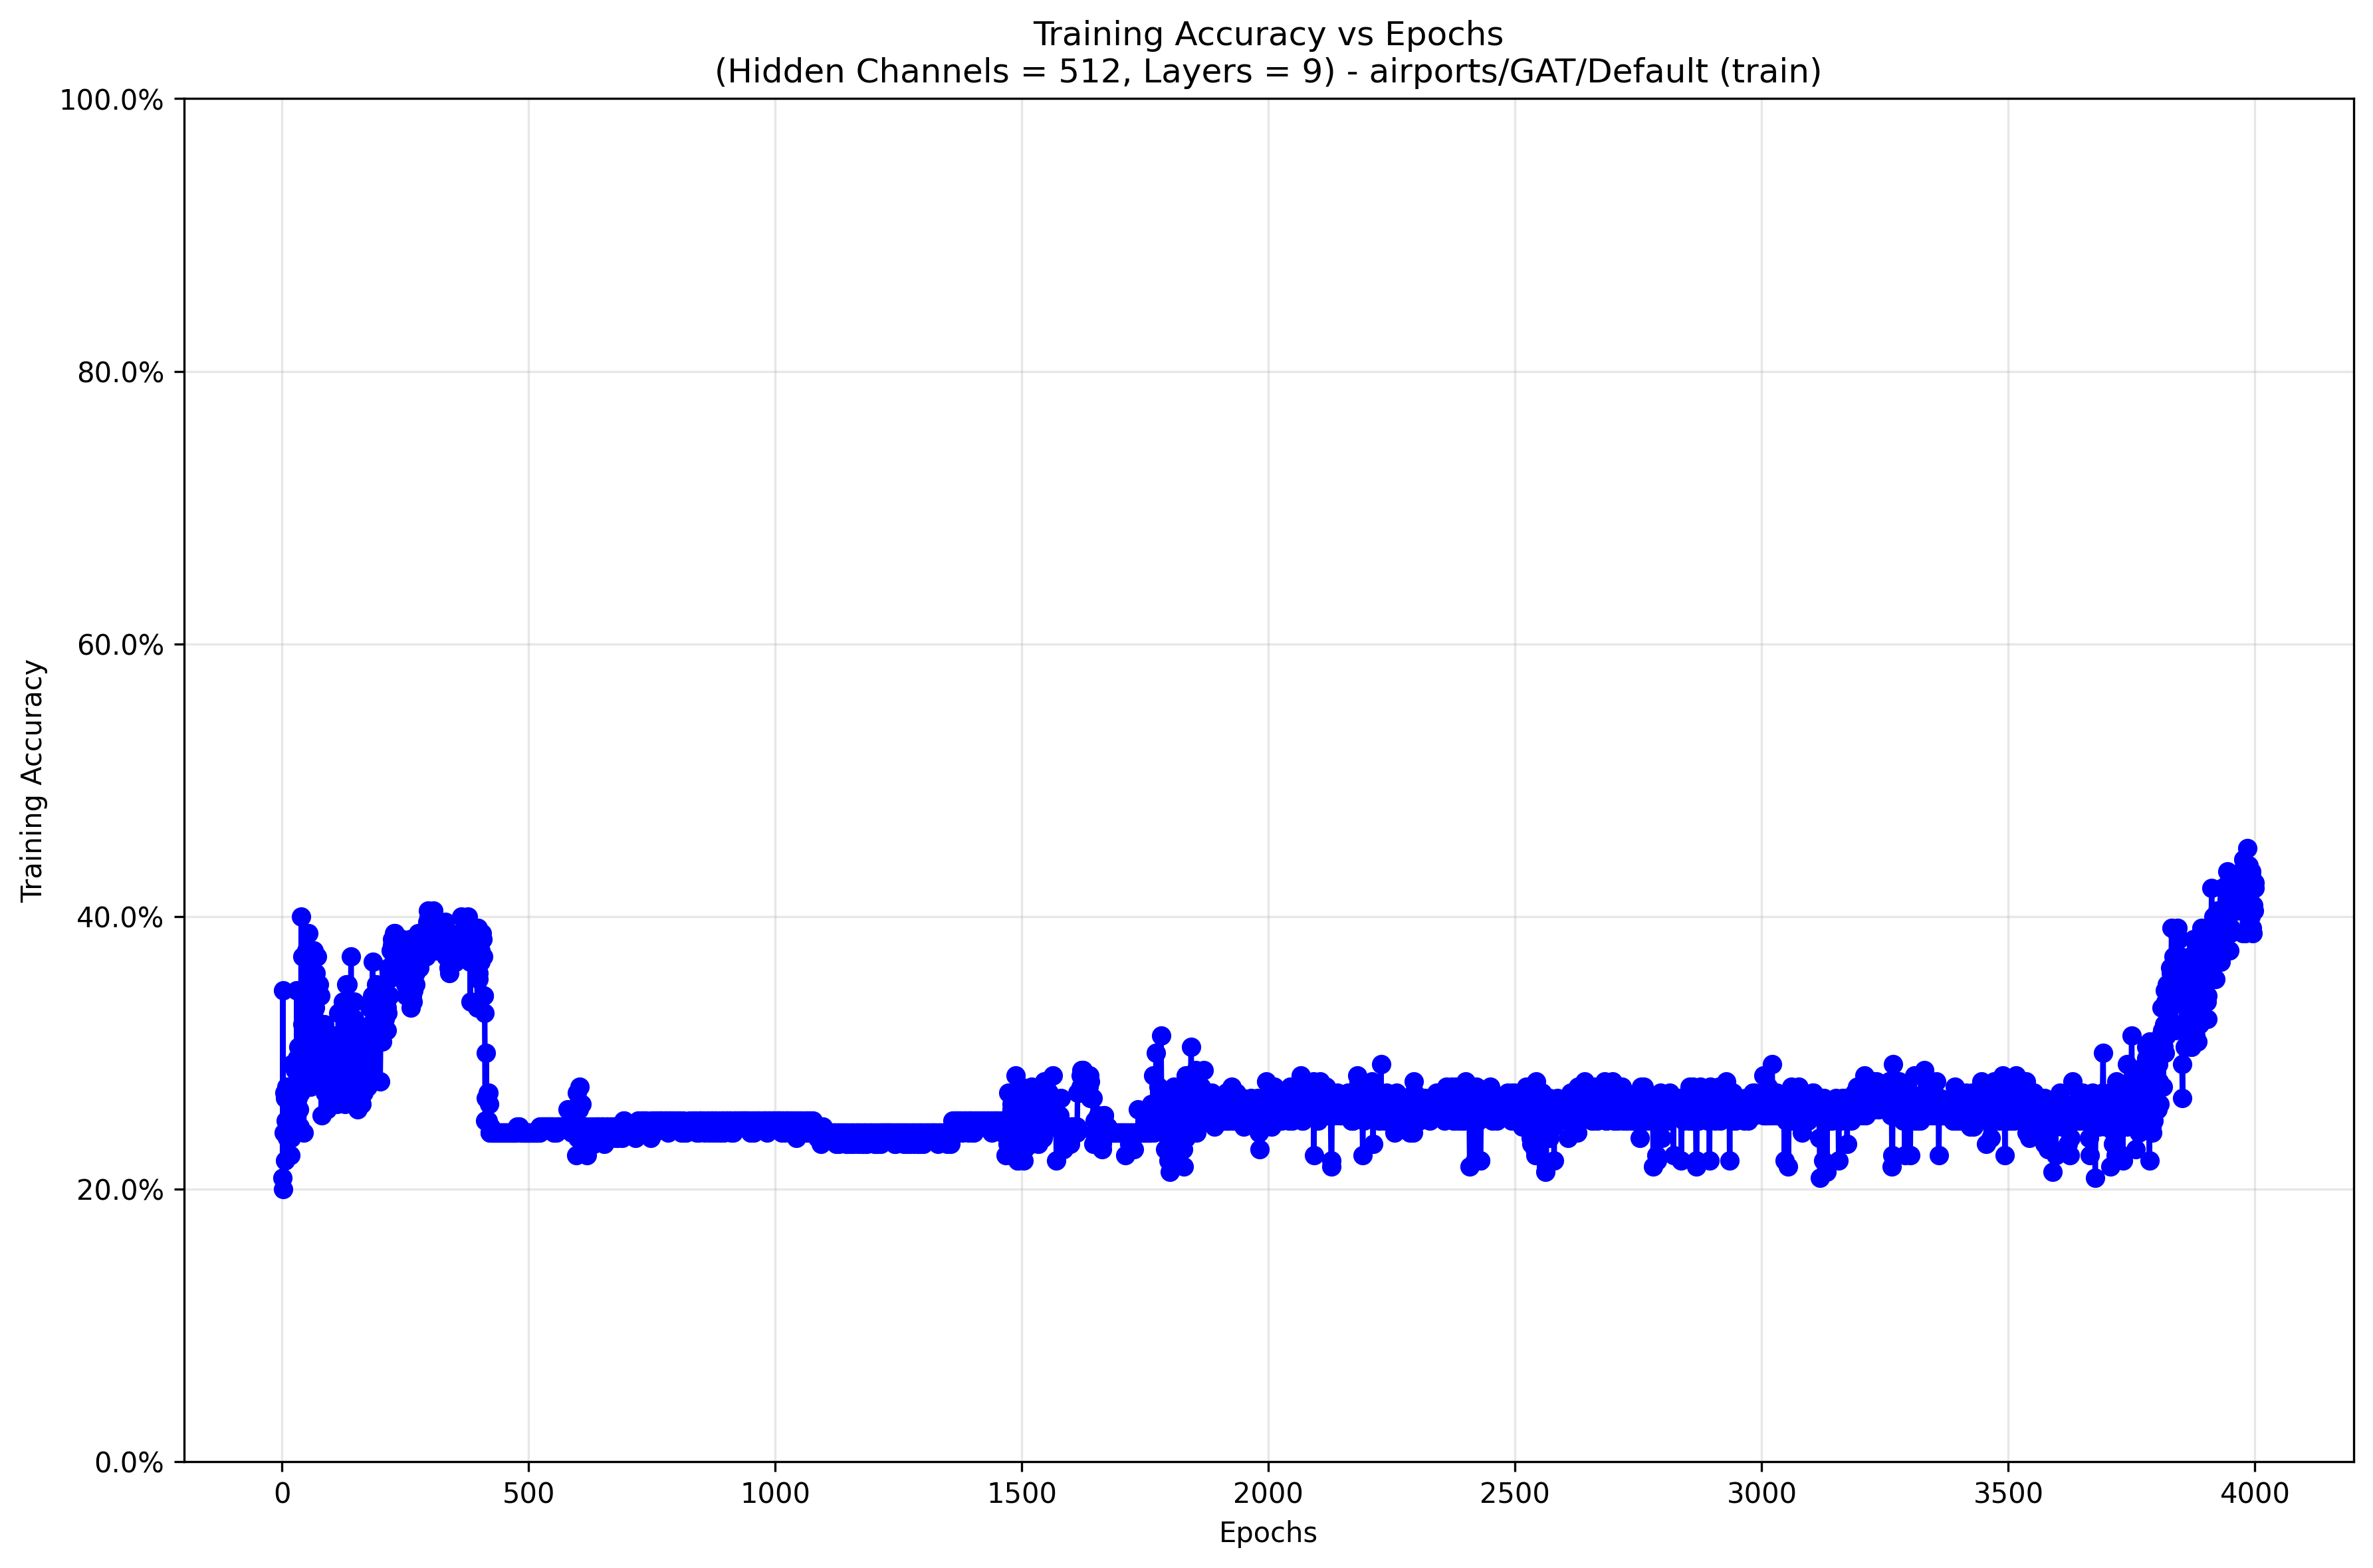 Training Accuracy vs Epochs
(Hidden Channels = 512, Layers = 9) - airports/GAT/Default (train)
100.0%
80.0%
60.0%
40.0%
20.0%
0.0%
Training Accuracy
0 500 1000 1500 2000 2500 3000 3500 4000
Epochs